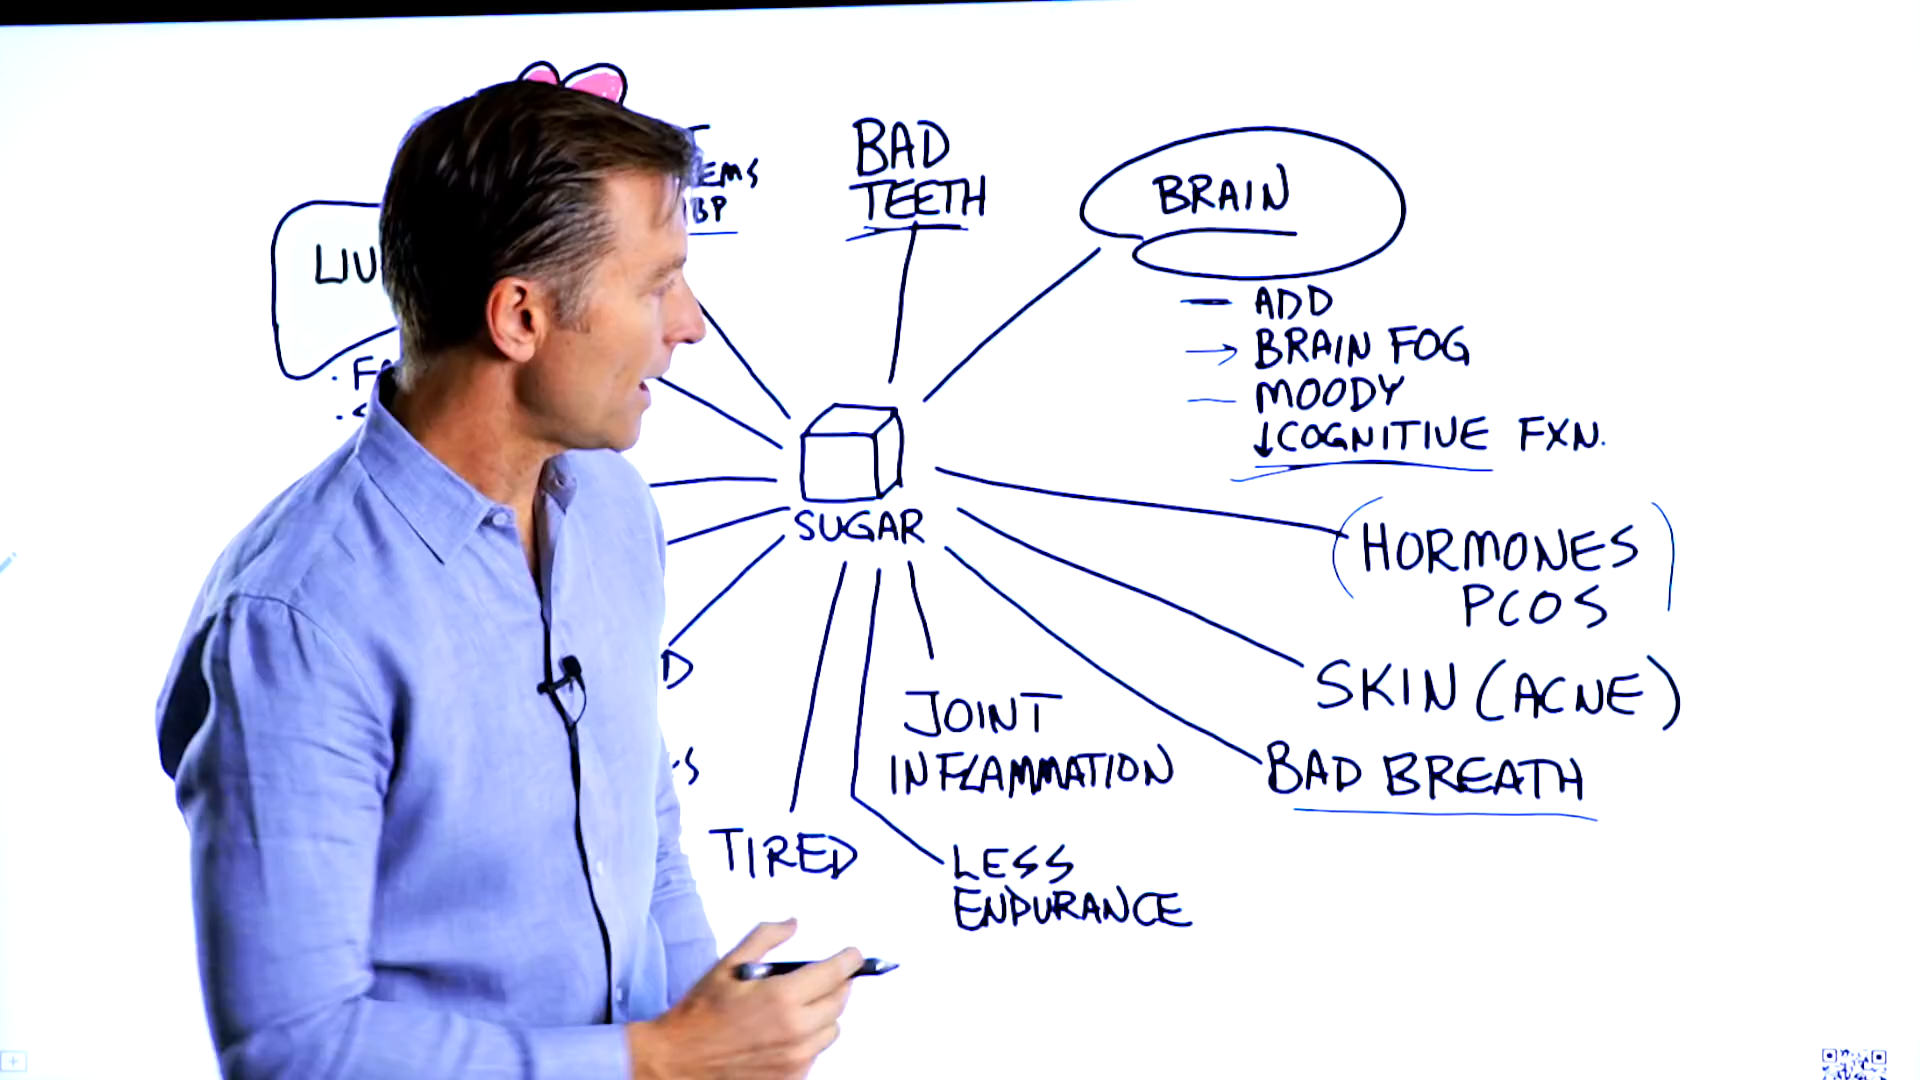 BAD
TEETH
BRAIN
— ADD
→ BRAIN FOG
— MOODY
↓COGNITIVE FXN.
SUGAR
HORMONES
PCOS
SKIN (ACNE)
BAD BREATH
JOINT
INFLAMMATION
TIRED
LESS
ENDURANCE
BP